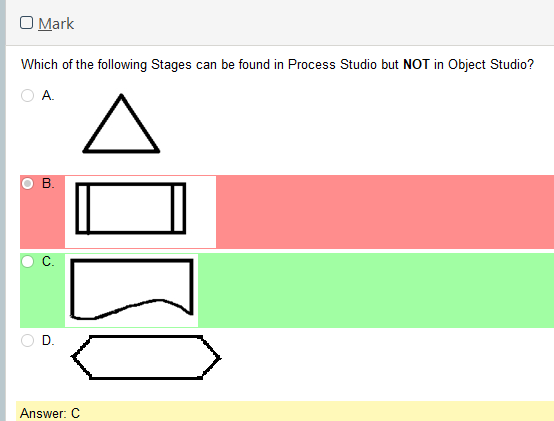 Mark
Which of the following Stages can be found in Process Studio but NOT in Object Studio?
A.
B.
C.
D.
Answer: C